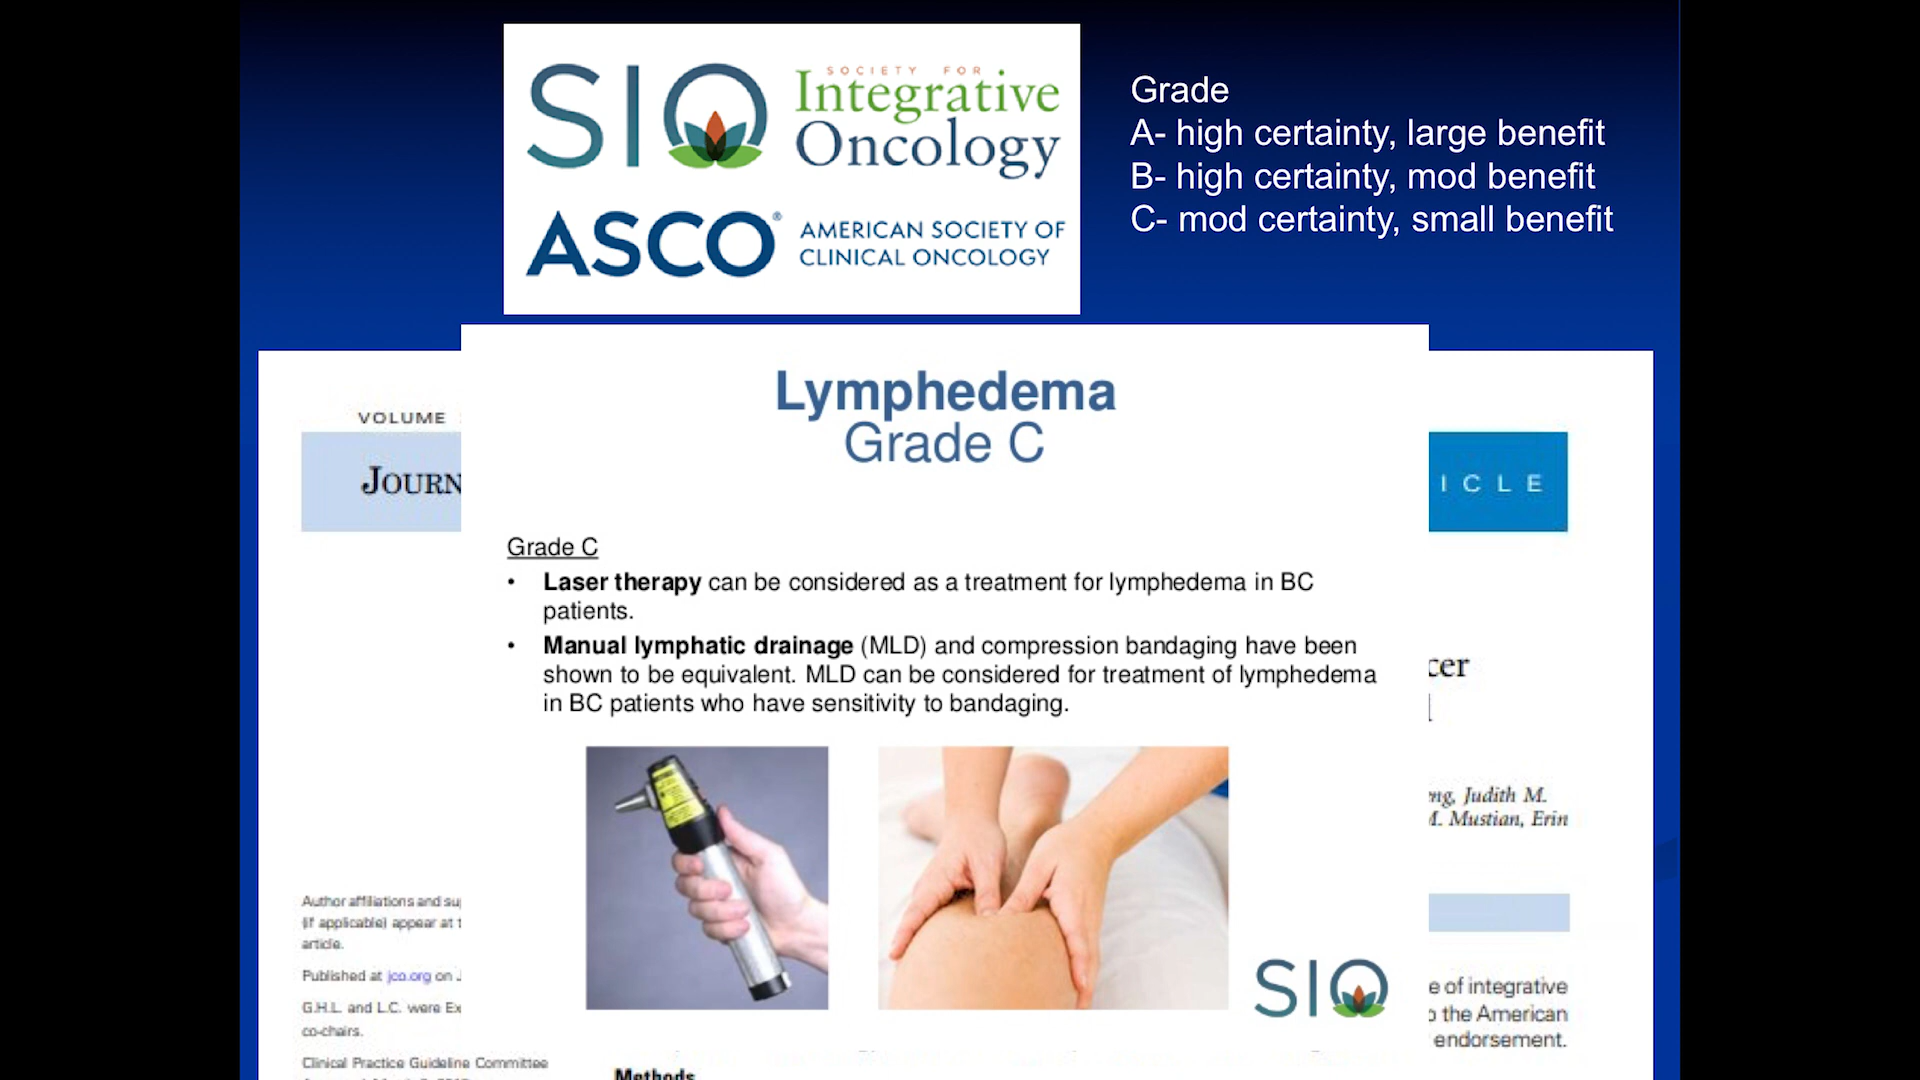 SIO
SOCIETY FOR
Integrative
Oncology
ASCO®
AMERICAN SOCIETY OF
CLINICAL ONCOLOGY
Grade
A- high certainty, large benefit
B- high certainty, mod benefit
C- mod certainty, small benefit
Lymphedema
Grade C
Grade C
• Laser therapy can be considered as a treatment for lymphedema in BC
patients.
• Manual lymphatic drainage (MLD) and compression bandaging have been
shown to be equivalent. MLD can be considered for treatment of lymphedema
in BC patients who have sensitivity to bandaging.
SIO
VOLUME
JOURN
ICLE
cer
ng, Judith M.
M. Mustian, Erin
Author affiliations and su
(if applicable) appear at t
article.
Published at jco.org on J
G.H.L. and L.C. were Ex
co-chairs.
Clinical Practice Guideline Committee
e of integrative
o the American
endorsement.
Methods